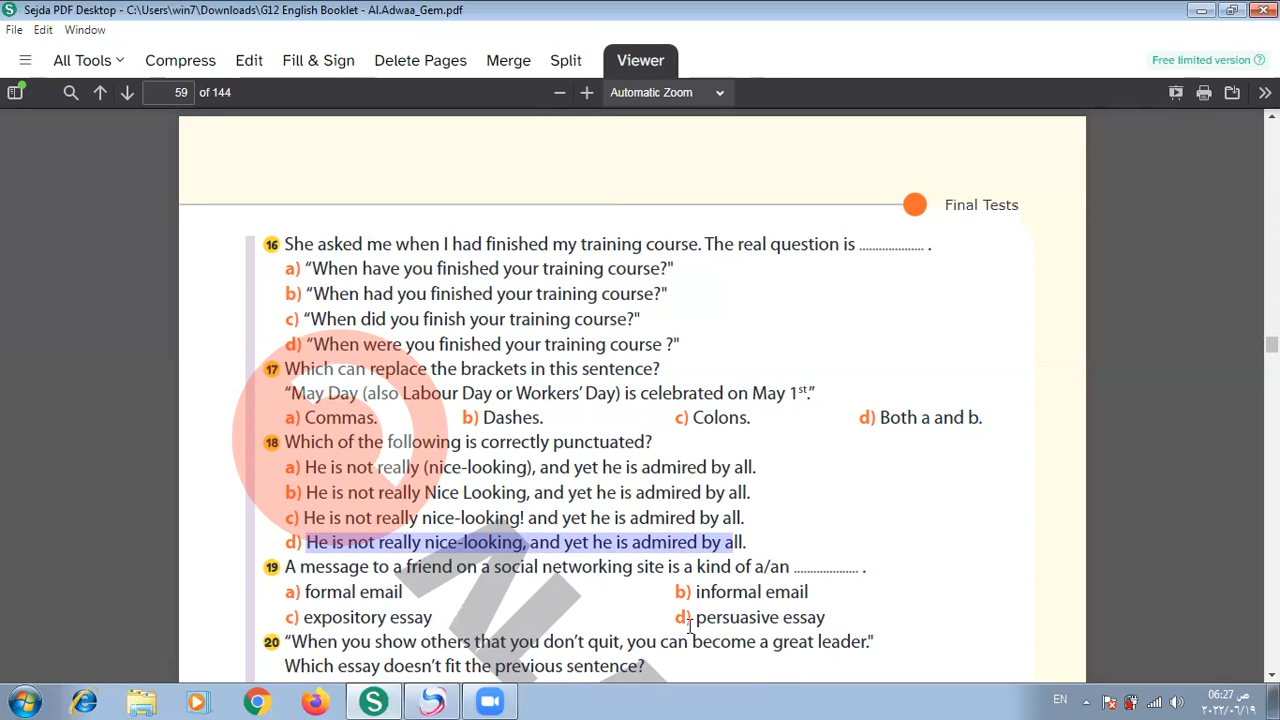 Sejda PDF Desktop - C:\Users\win7\Downloads\G12 English Booklet - Al.Adwaa_Gem.pdf
File Edit Window
All Tools Compress Edit Fill & Sign Delete Pages Merge Split Viewer Free limited version
59 of 144 Automatic Zoom
Final Tests
16 She asked me when I had finished my training course. The real question is ................... .
a) “When have you finished your training course?"
b) “When had you finished your training course?"
c) “When did you finish your training course?"
d) “When were you finished your training course ?"
17 Which can replace the brackets in this sentence?
“May Day (also Labour Day or Workers’ Day) is celebrated on May 1st.”
a) Commas. b) Dashes. c) Colons. d) Both a and b.
18 Which of the following is correctly punctuated?
a) He is not really (nice-looking), and yet he is admired by all.
b) He is not really Nice Looking, and yet he is admired by all.
c) He is not really nice-looking! and yet he is admired by all.
d) He is not really nice-looking, and yet he is admired by all.
19 A message to a friend on a social networking site is a kind of a/an ................... .
a) formal email b) informal email
c) expository essay d) persuasive essay
20 “When you show others that you don’t quit, you can become a great leader."
Which essay doesn’t fit the previous sentence?
EN
06:27 ص
٢٠٢٢/٠٦/١٩